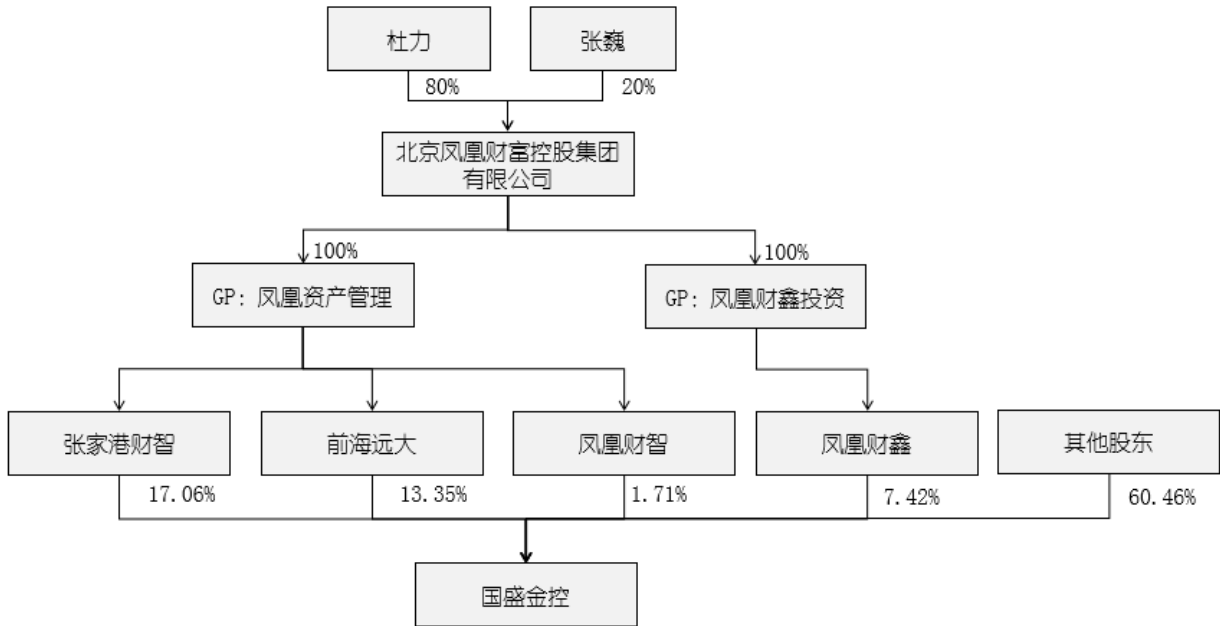 杜力
张巍
80%
20%
北京凤凰财富控股集团
有限公司
100%
100%
GP: 凤凰资产管理
GP: 凤凰财鑫投资
张家港财智
前海远大
凤凰财智
凤凰财鑫
其他股东
17.06%
13.35%
1.71%
7.42%
60.46%
国盛金控